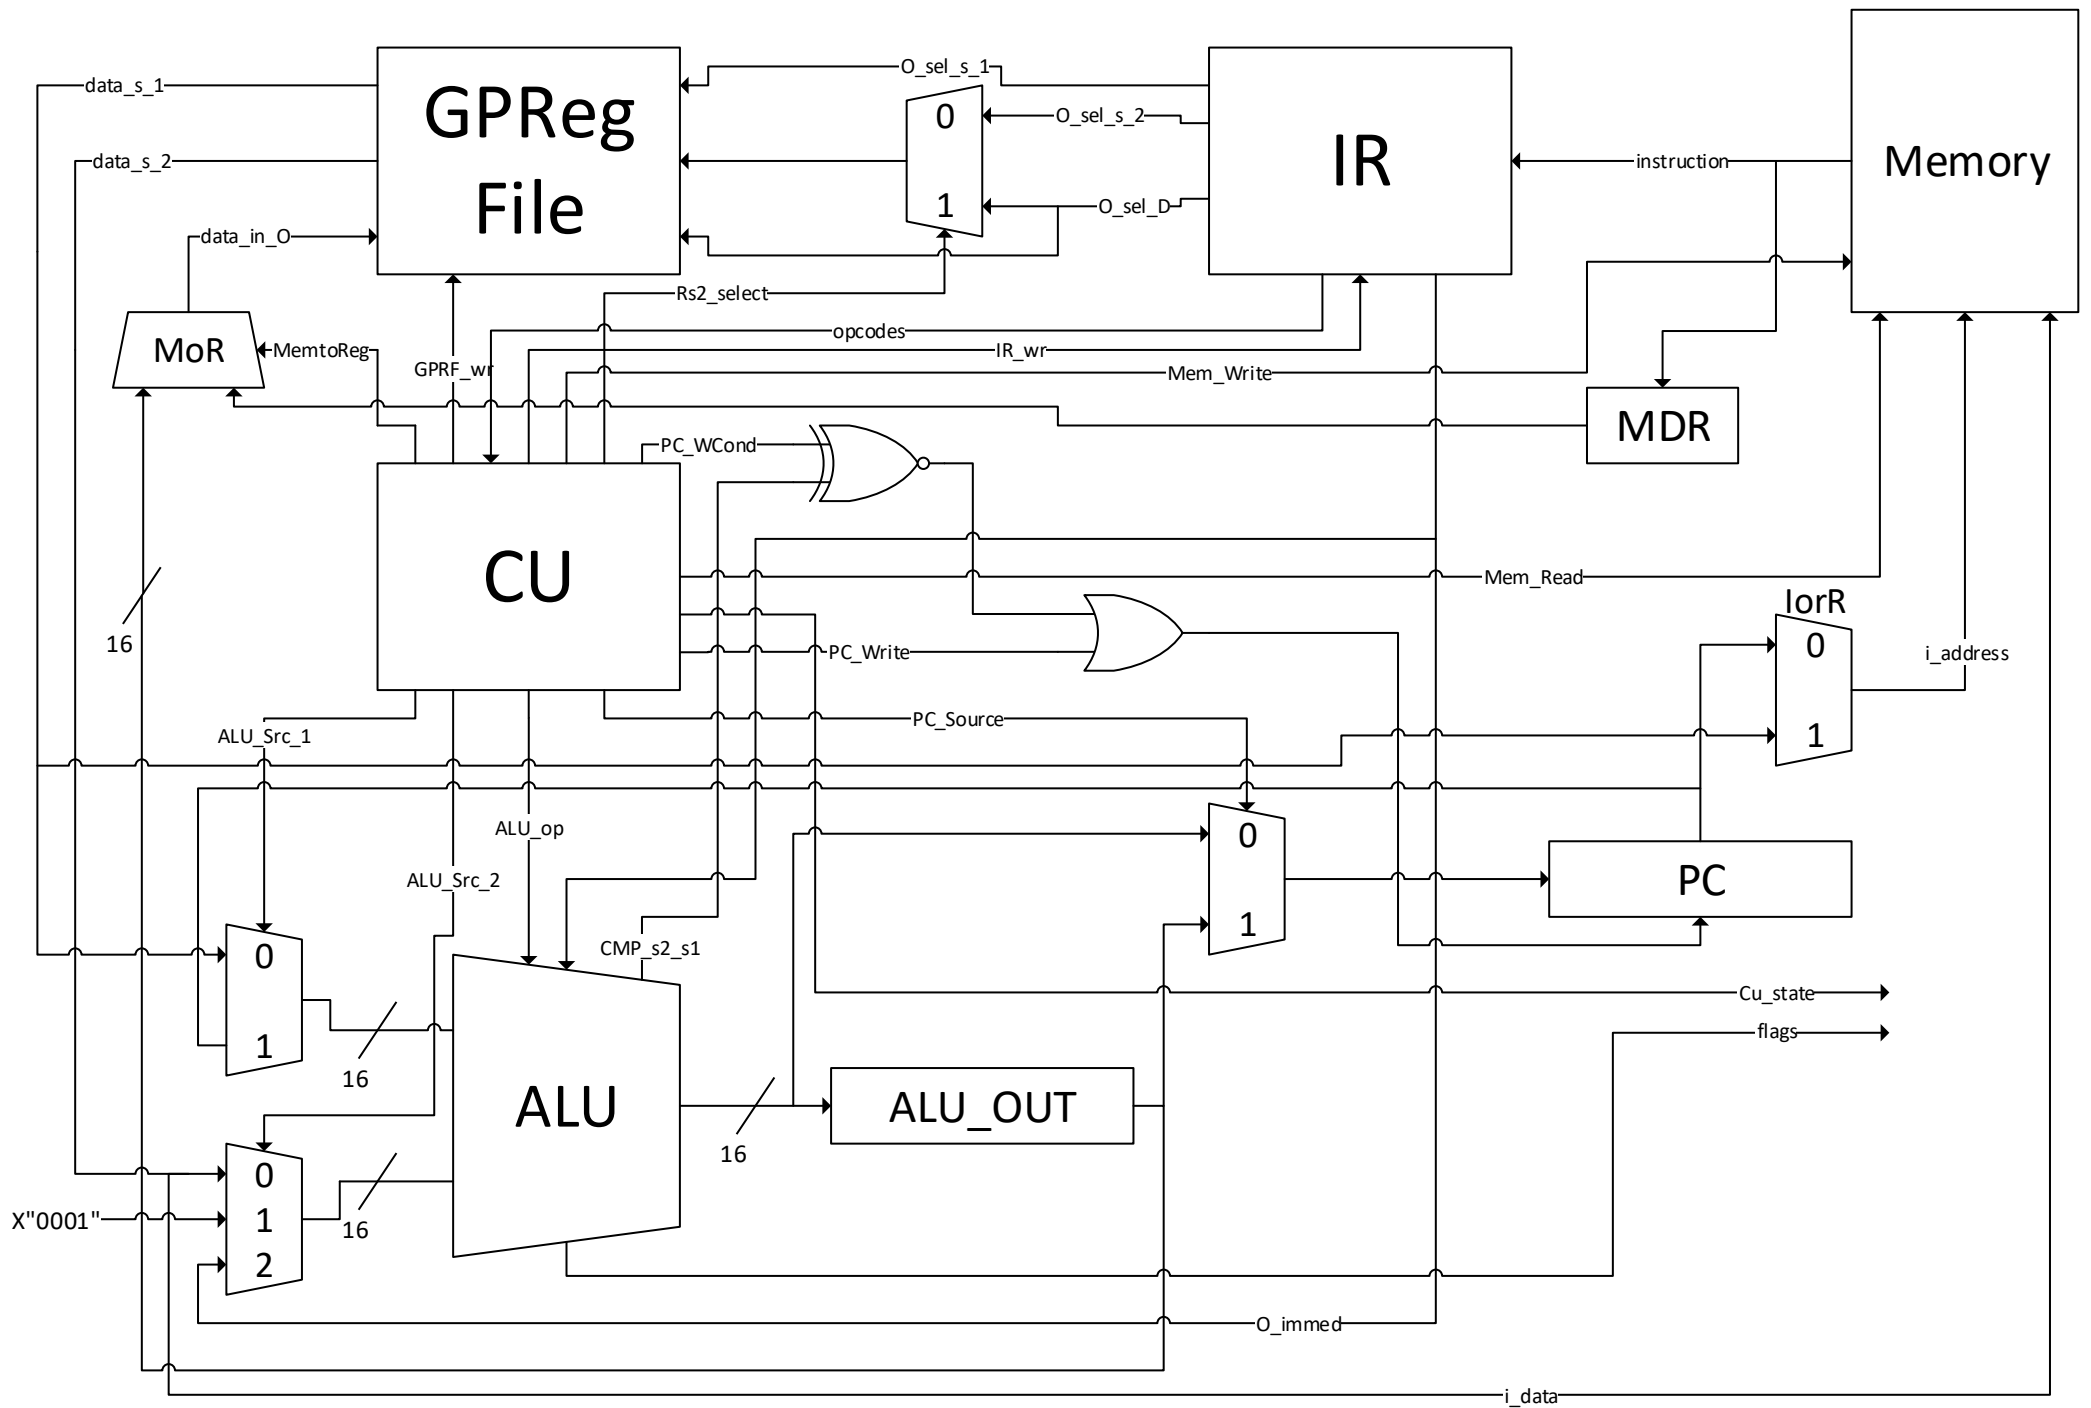 data_s_1
data_s_2
data_in_O
GPReg
File
O_sel_s_1
O_sel_s_2
O_sel_D
0
1
IR
instruction
Memory
Rs2_select
opcodes
IR_wr
Mem_Write
MoR
MemtoReg
GPRF_wr
MDR
PC_WCond
CU
Mem_Read
PC_Write
IorR
0
1
i_address
16
PC_Source
ALU_Src_1
ALU_op
ALU_Src_2
CMP_s2_s1
0
1
PC
Cu_state
flags
0
1
16
ALU
16
ALU_OUT
0
1
2
X"0001"
16
O_immed
i_data